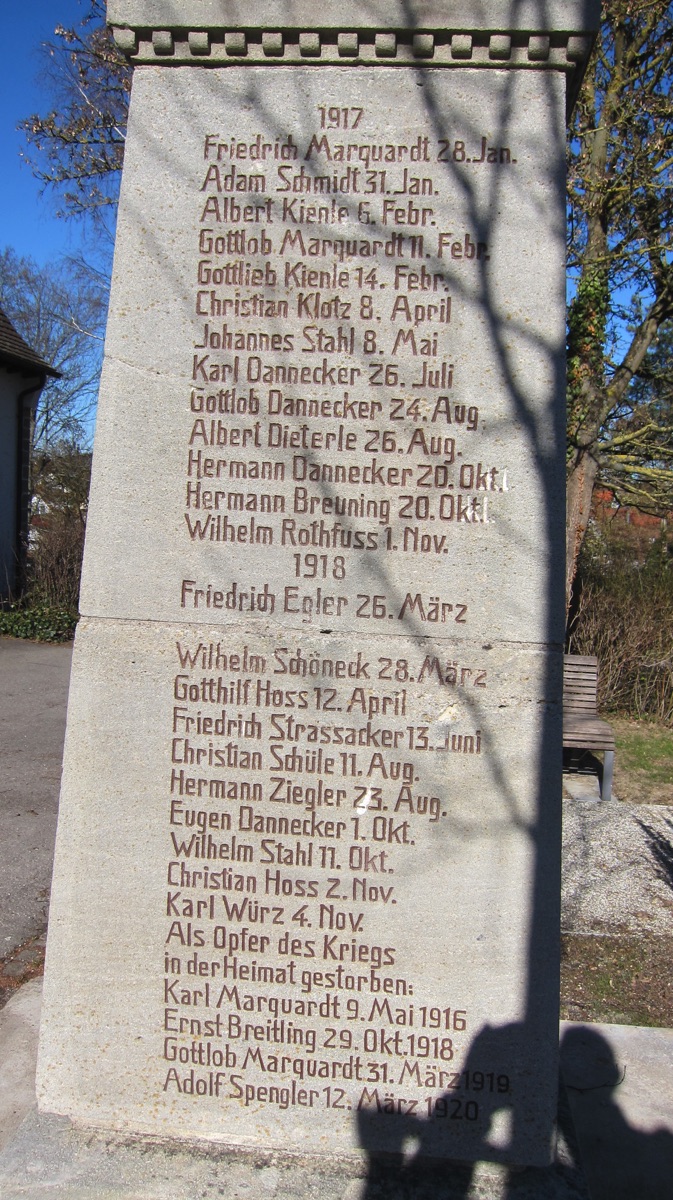 1917
Friedrich Marquardt 28. Jan.
Adam Schmidt 31. Jan.
Albert Kienle 6. Febr.
Gottlob Marquardt 11. Febr.
Gottlieb Kienle 14. Febr.
Christian Klotz 8. April
Johannes Stahl 8. Mai
Karl Dannecker 26. Juli
Gottlob Dannecker 24. Aug.
Albert Dieterle 26. Aug.
Hermann Dannecker 20. Okt.
Hermann Breuning 20. Okt.
Wilhelm Rothfuss 1. Nov.
1918
Friedrich Egler 26. März
Wilhelm Schöneck 28. März
Gotthilf Hoss 12. April
Friedrich Strassacker 13. Juni
Christian Schüle 11. Aug.
Hermann Ziegler 23. Aug.
Eugen Dannecker 1. Okt.
Wilhelm Stahl 11. Okt.
Christian Hoss 2. Nov.
Karl Würz 4. Nov.
Als Opfer des Kriegs
in der Heimat gestorben:
Karl Marquardt 9. Mai 1916
Ernst Breitling 29. Okt. 1918
Gottlob Marquardt 31. März 1919
Adolf Spengler 12. März 1920